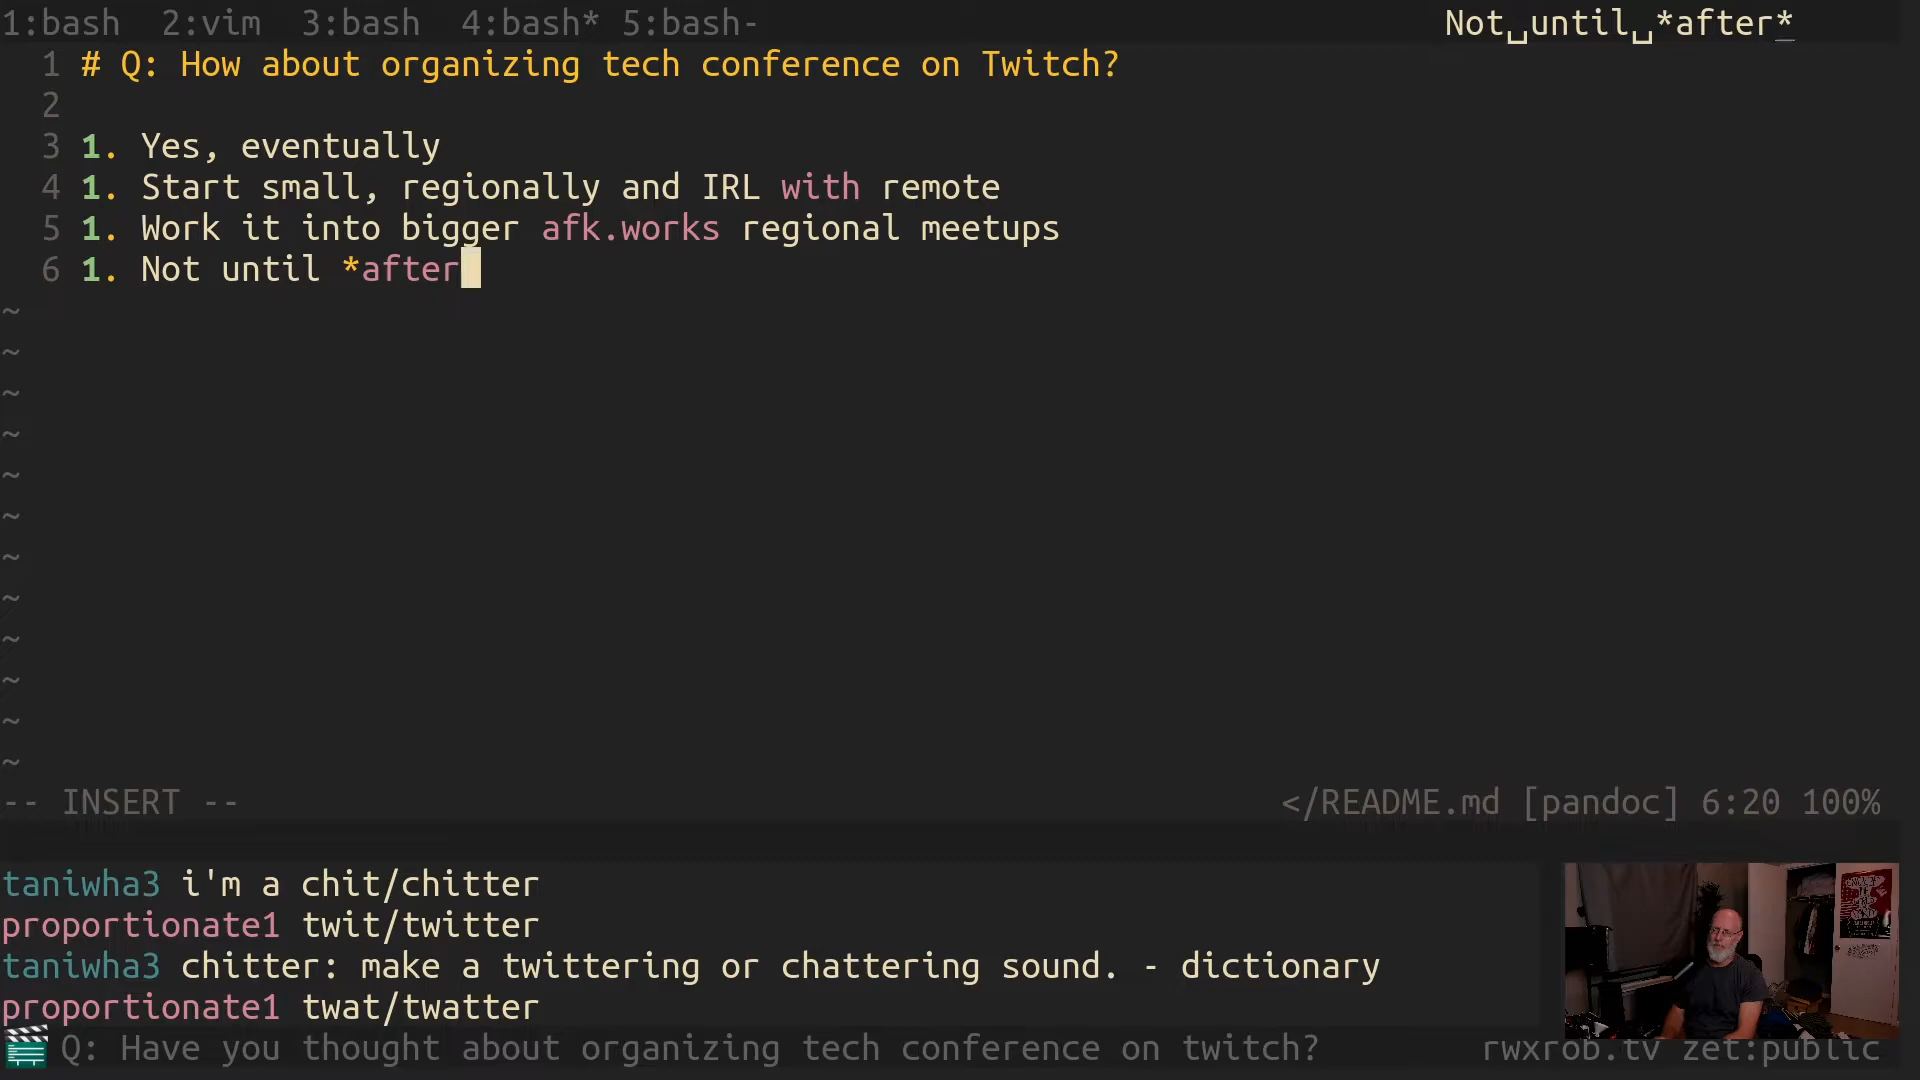 1:bash  2:vim  3:bash  4:bash* 5:bash-  Not␣until␣*after*_
1 # Q: How about organizing tech conference on Twitch?
2
3 1. Yes, eventually
4 1. Start small, regionally and IRL with remote
5 1. Work it into bigger afk.works regional meetups
6 1. Not until *after
~
~
~
~
~
~
~
~
~
~
~
~
-- INSERT --  </README.md [pandoc] 6:20 100%
taniwha3 i'm a chit/chitter
proportionate1 twit/twitter
taniwha3 chitter: make a twittering or chattering sound. - dictionary
proportionate1 twat/twatter
Q: Have you thought about organizing tech conference on twitch?  rwxrob.tv zet:public